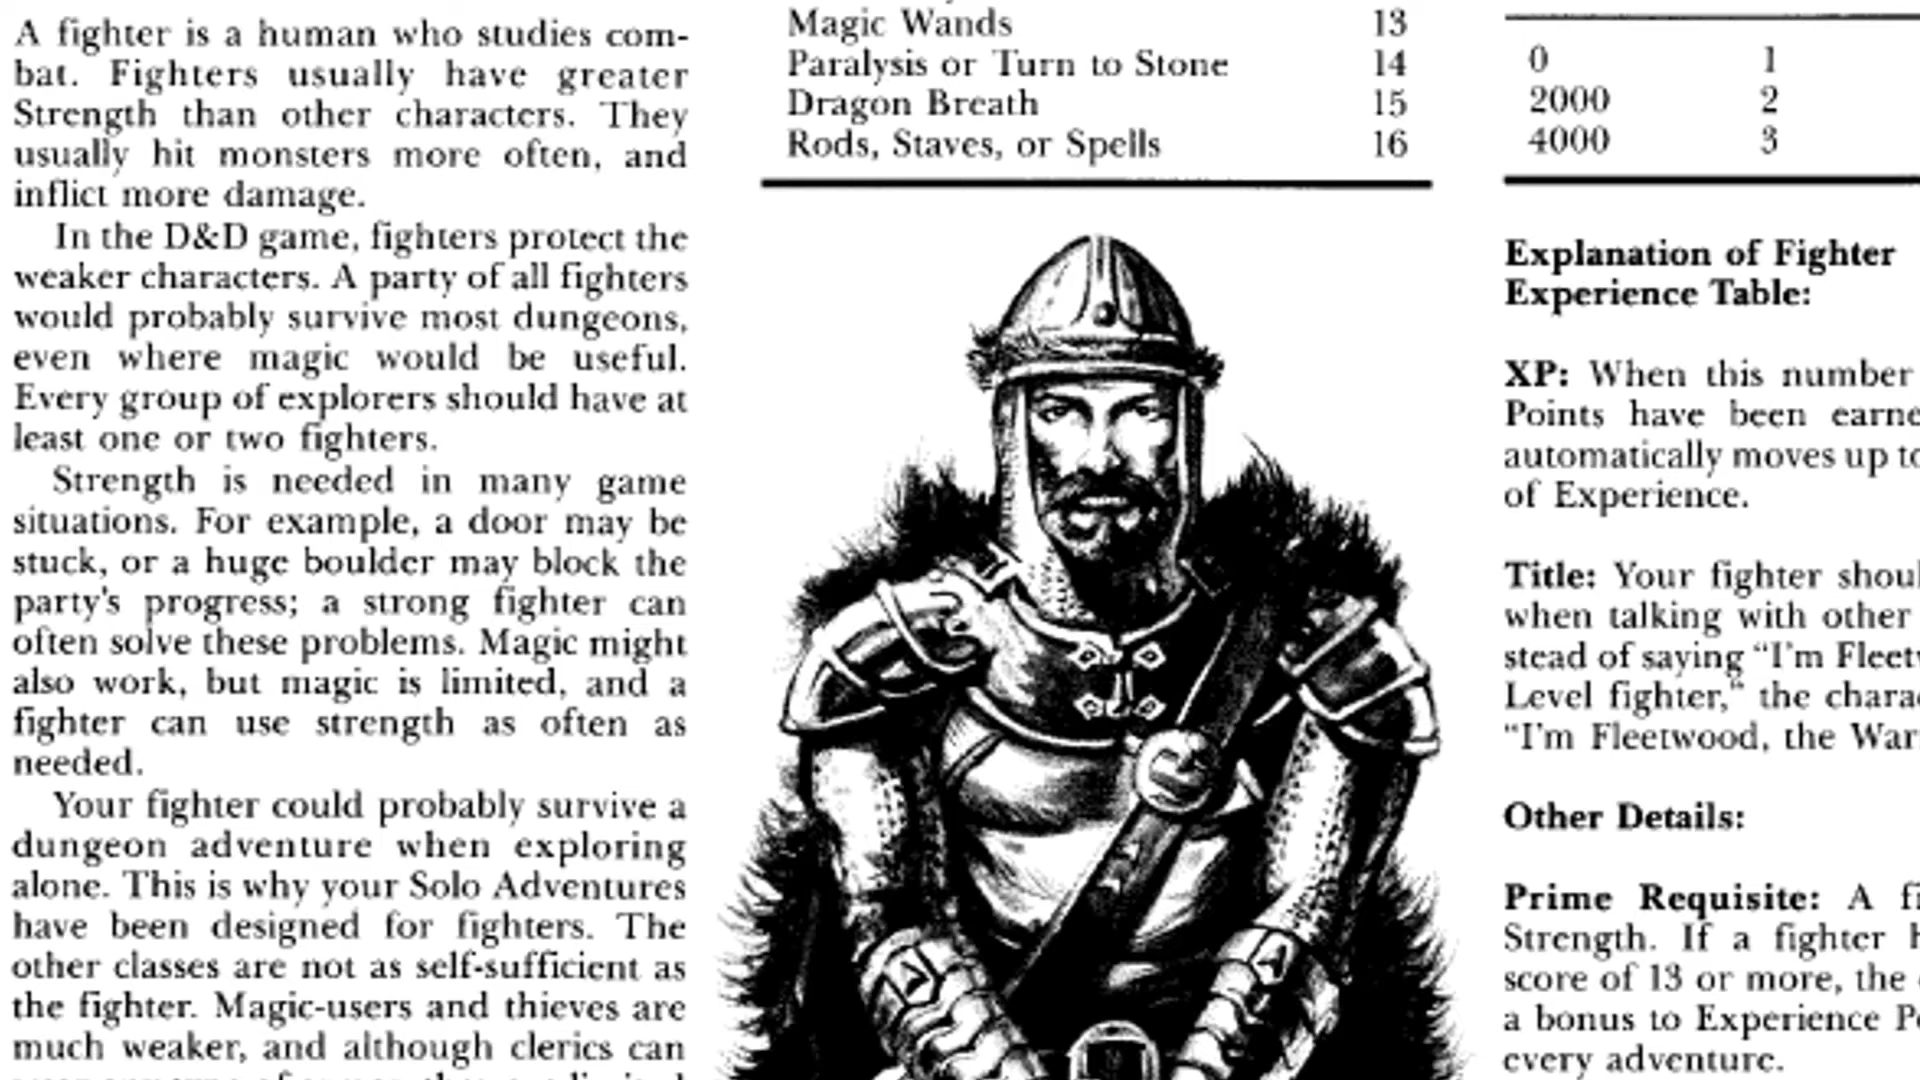 A fighter is a human who studies com-
bat. Fighters usually have greater
Strength than other characters. They
usually hit monsters more often, and
inflict more damage.
In the D&D game, fighters protect the
weaker characters. A party of all fighters
would probably survive most dungeons,
even where magic would be useful.
Every group of explorers should have at
least one or two fighters.
Strength is needed in many game
situations. For example, a door may be
stuck, or a huge boulder may block the
party's progress; a strong fighter can
often solve these problems. Magic might
also work, but magic is limited, and a
fighter can use strength as often as
needed.
Your fighter could probably survive a
dungeon adventure when exploring
alone. This is why your Solo Adventures
have been designed for fighters. The
other classes are not as self-sufficient as
the fighter. Magic-users and thieves are
much weaker, and although clerics can
Magic Wands 13
Paralysis or Turn to Stone 14
Dragon Breath 15
Rods, Staves, or Spells 16
0 1
2000 2
4000 3
Explanation of Fighter
Experience Table:
XP: When this number
Points have been earne
automatically moves up to
of Experience.
Title: Your fighter shoul
when talking with other
stead of saying “I'm Fleetw
Level fighter,” the charac
“I'm Fleetwood, the Warr
Other Details:
Prime Requisite: A fi
Strength. If a fighter h
score of 13 or more, the
a bonus to Experience Po
every adventure.